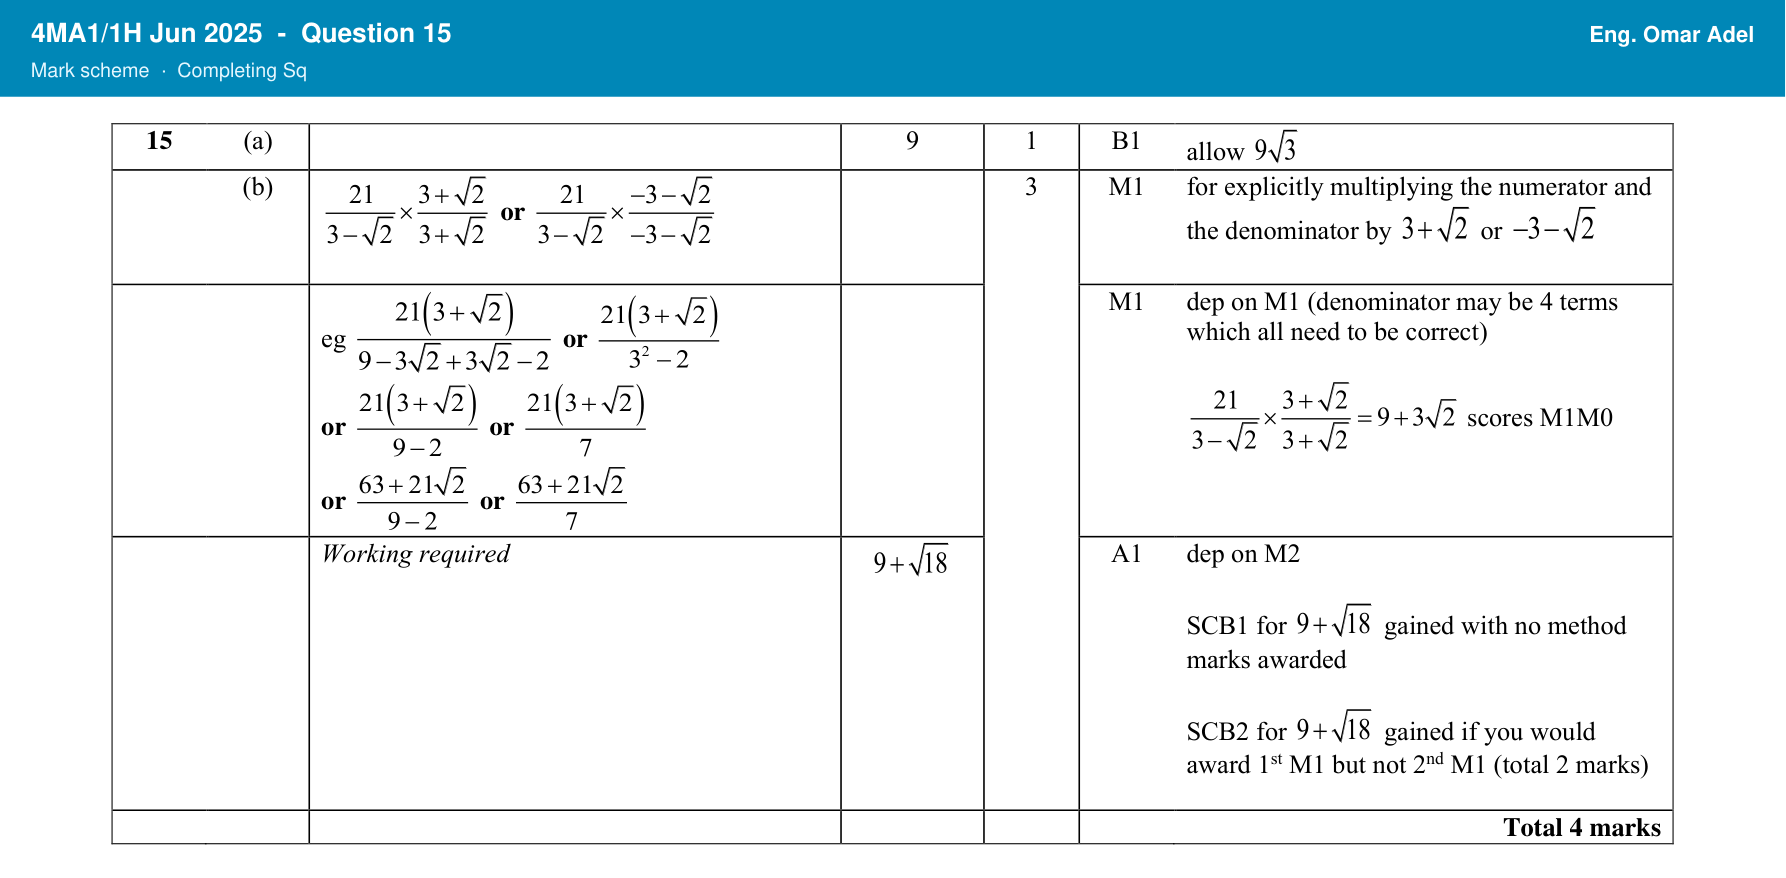 4MA1/1H Jun 2025 - Question 15
Eng. Omar Adel
Mark scheme · Completing Sq
15 (a) 9 1 B1 allow 9√3
(b) 21/(3−√2) × (3+√2)/(3+√2) or 21/(3−√2) × (−3−√2)/(−3−√2) 3 M1 for explicitly multiplying the numerator and
the denominator by 3+√2 or −3−√2
eg 21(3+√2)/(9−3√2+3√2−2) or 21(3+√2)/(3²−2)
or 21(3+√2)/(9−2) or 21(3+√2)/7
or (63+21√2)/(9−2) or (63+21√2)/7
M1 dep on M1 (denominator may be 4 terms
which all need to be correct)
21/(3−√2) × (3+√2)/(3+√2) = 9+3√2 scores M1M0
Working required 9+√18 A1 dep on M2
SCB1 for 9+√18 gained with no method
marks awarded
SCB2 for 9+√18 gained if you would
award 1st M1 but not 2nd M1 (total 2 marks)
Total 4 marks